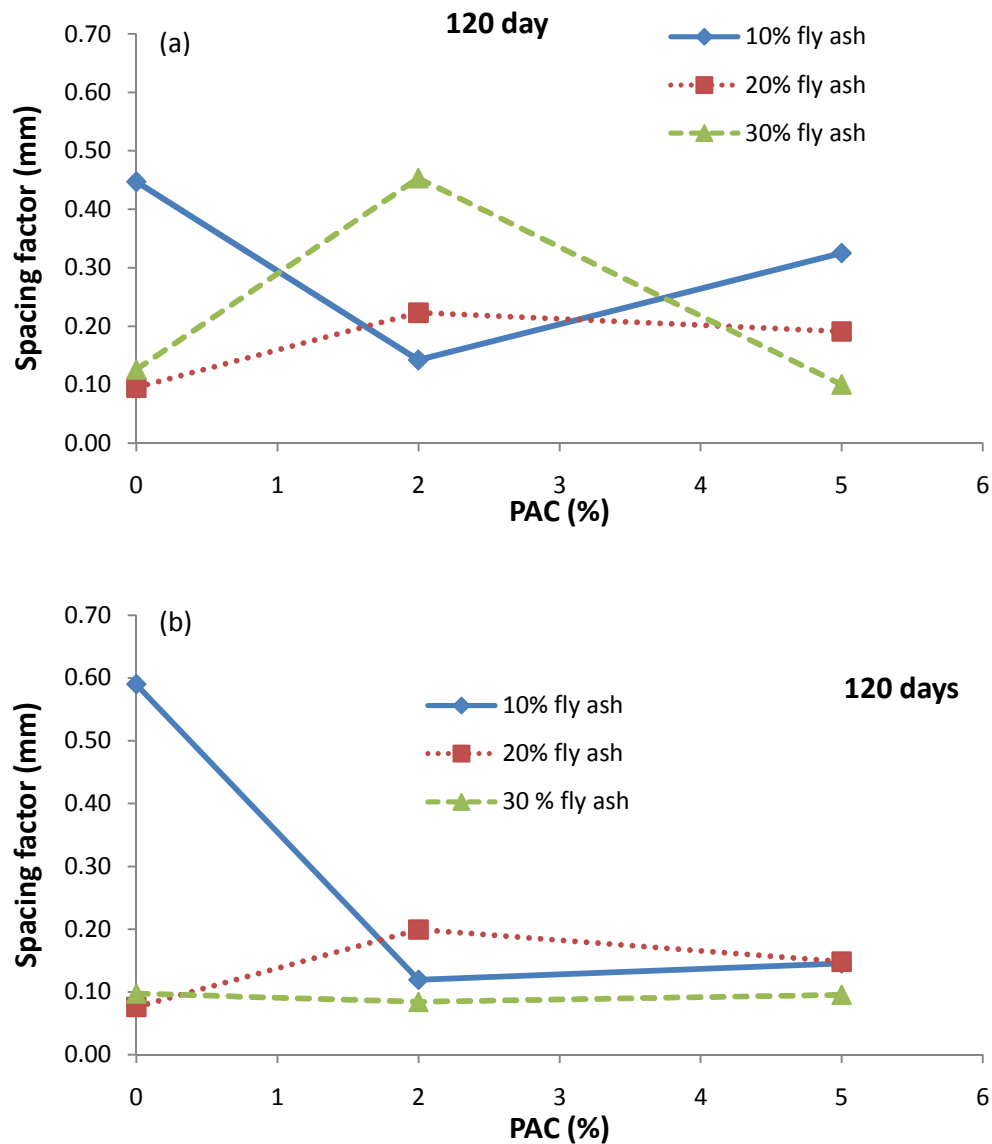 120 day
(a)
10% fly ash
20% fly ash
30% fly ash
Spacing factor (mm)
0.70
0.60
0.50
0.40
0.30
0.20
0.10
0.00
0 1 2 3 4 5 6
PAC (%)
(b)
120 days
10% fly ash
20% fly ash
30 % fly ash
Spacing factor (mm)
0.70
0.60
0.50
0.40
0.30
0.20
0.10
0.00
0 1 2 3 4 5 6
PAC (%)